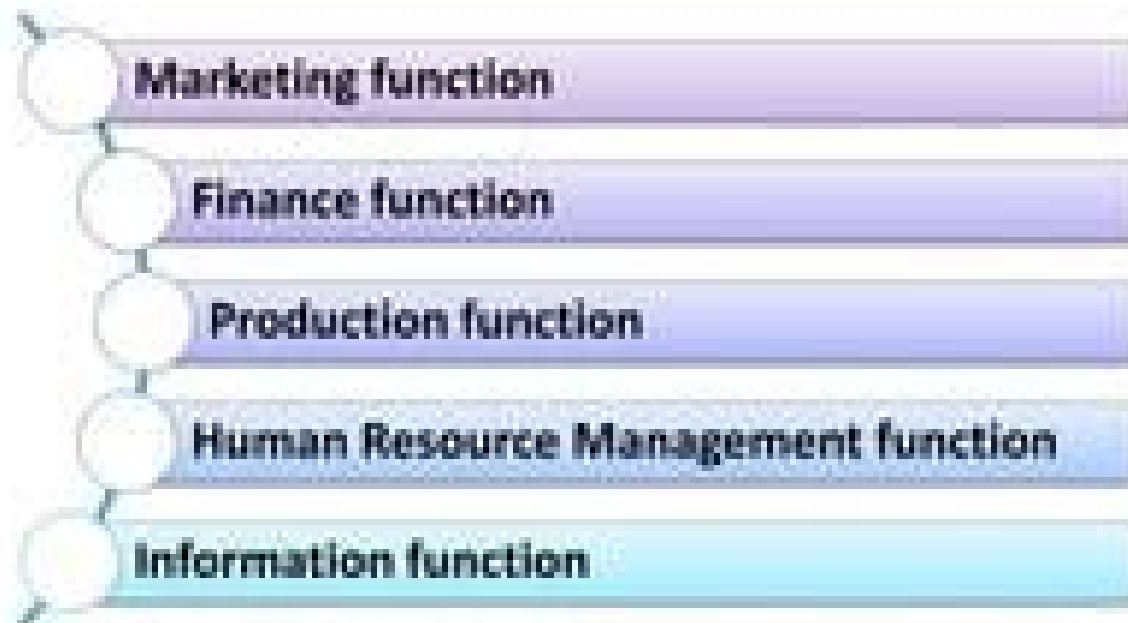 Marketing function
Finance function
Production function
Human Resource Management function
Information function